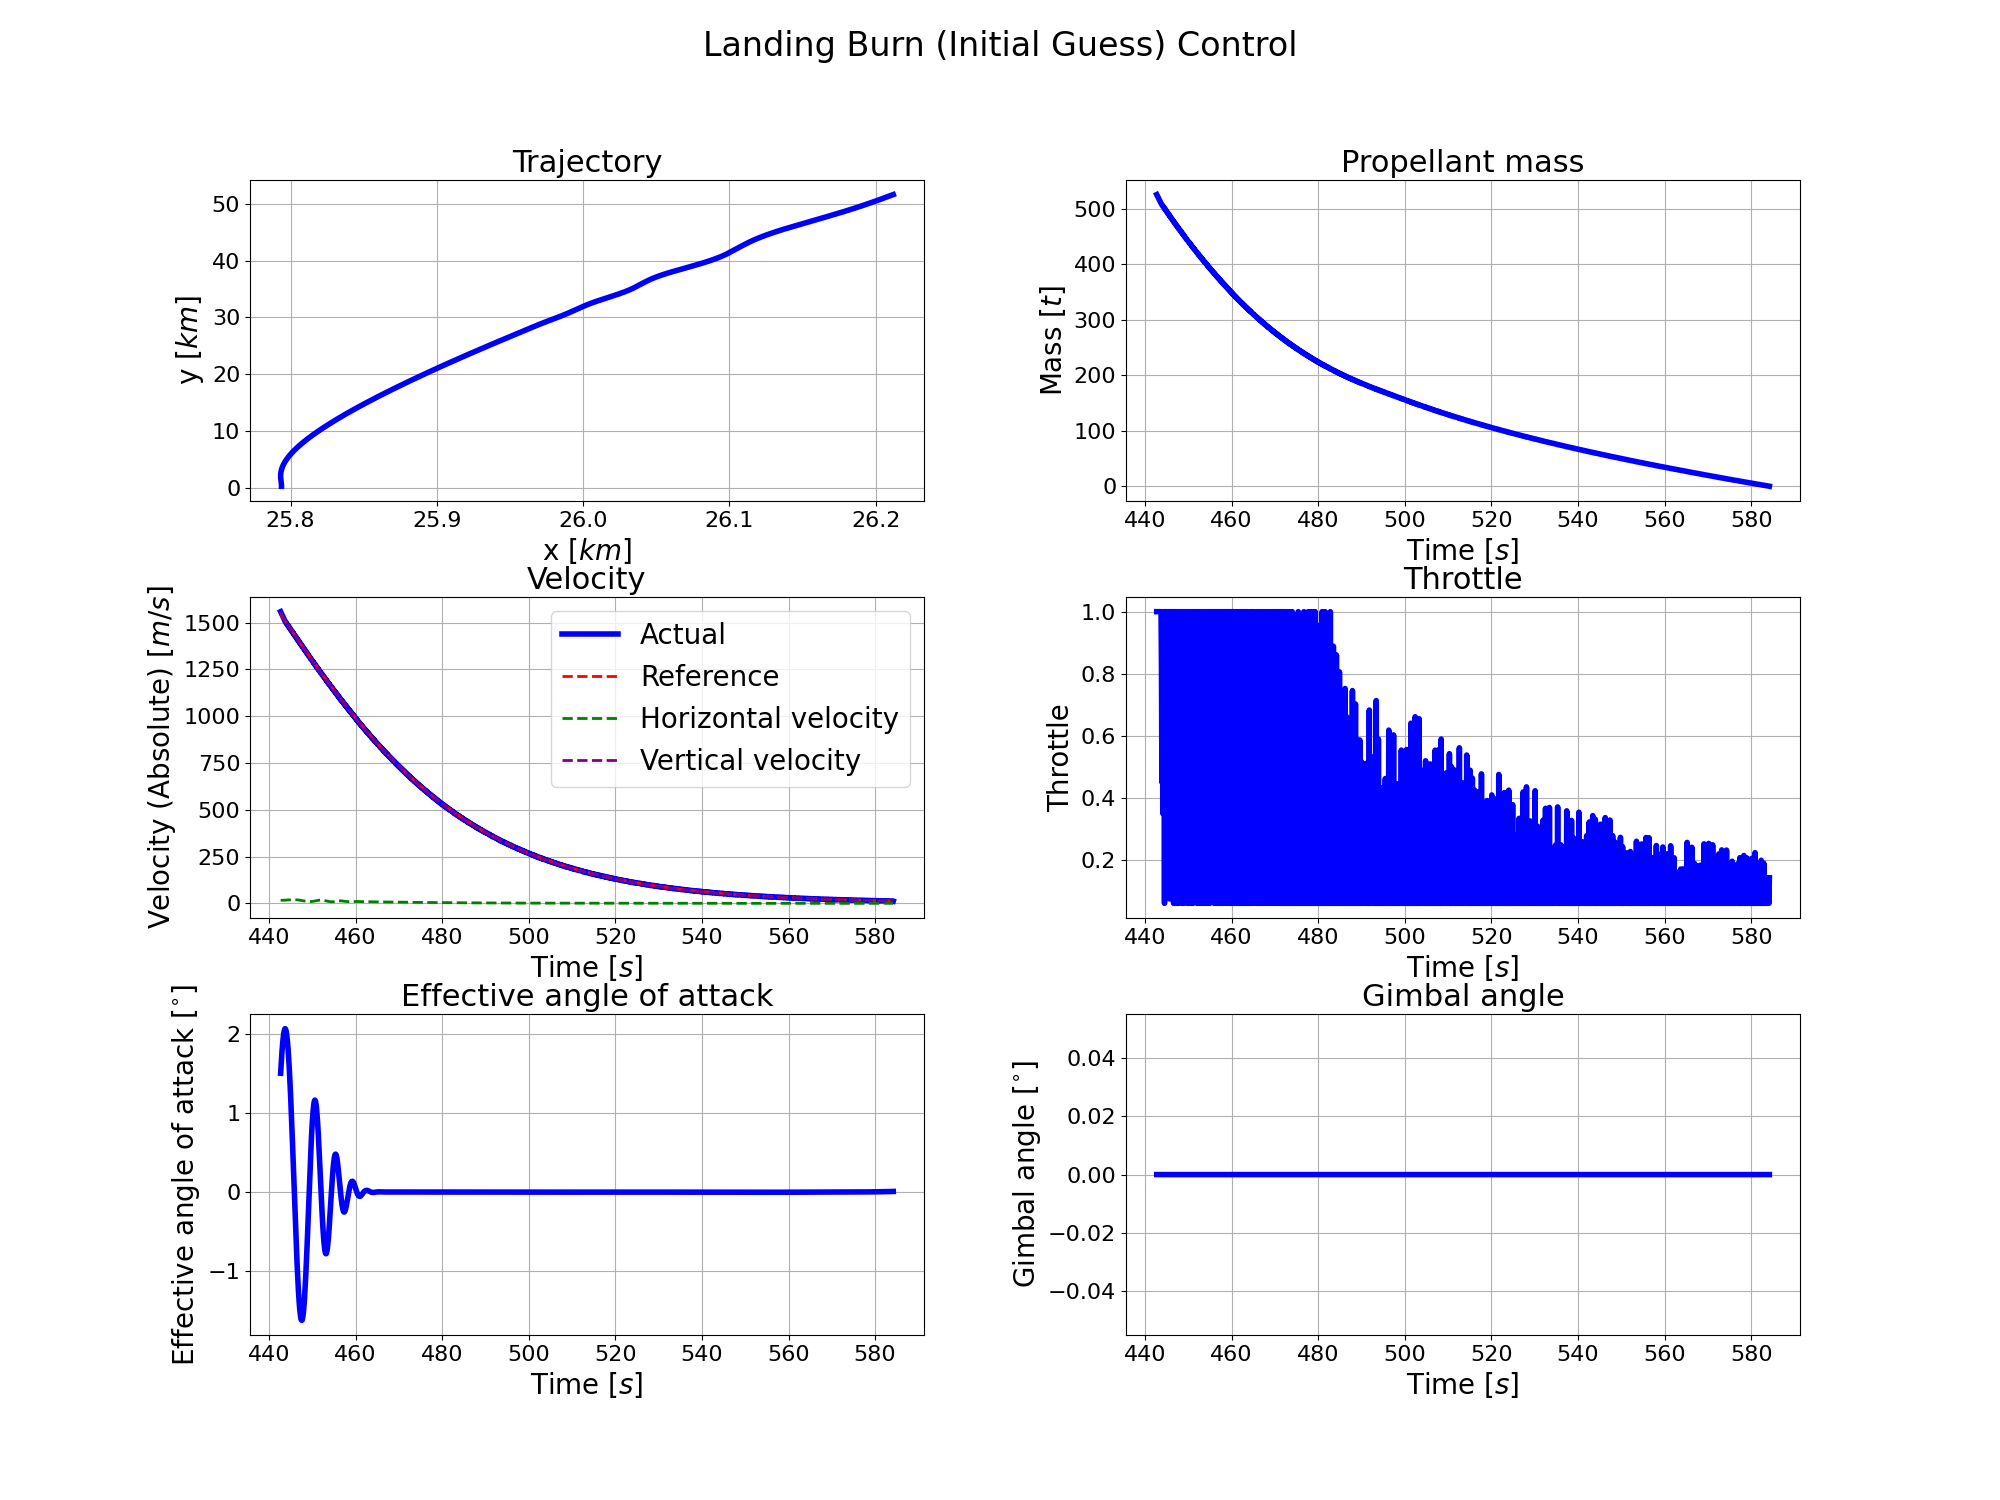 Landing Burn (Initial Guess) Control
Trajectory
y [km]
50
40
30
20
10
0
25.8 25.9 26.0 26.1 26.2
x [km]
Propellant mass
Mass [t]
500
400
300
200
100
0
440 460 480 500 520 540 560 580
Time [s]
Velocity
Velocity (Absolute) [m/s]
1500
1250
1000
750
500
250
0
Actual
Reference
Horizontal velocity
Vertical velocity
440 460 480 500 520 540 560 580
Time [s]
Throttle
Throttle
1.0
0.8
0.6
0.4
0.2
440 460 480 500 520 540 560 580
Time [s]
Effective angle of attack
Effective angle of attack [°]
2
1
0
−1
440 460 480 500 520 540 560 580
Time [s]
Gimbal angle
Gimbal angle [°]
0.04
0.02
0.00
−0.02
−0.04
440 460 480 500 520 540 560 580
Time [s]